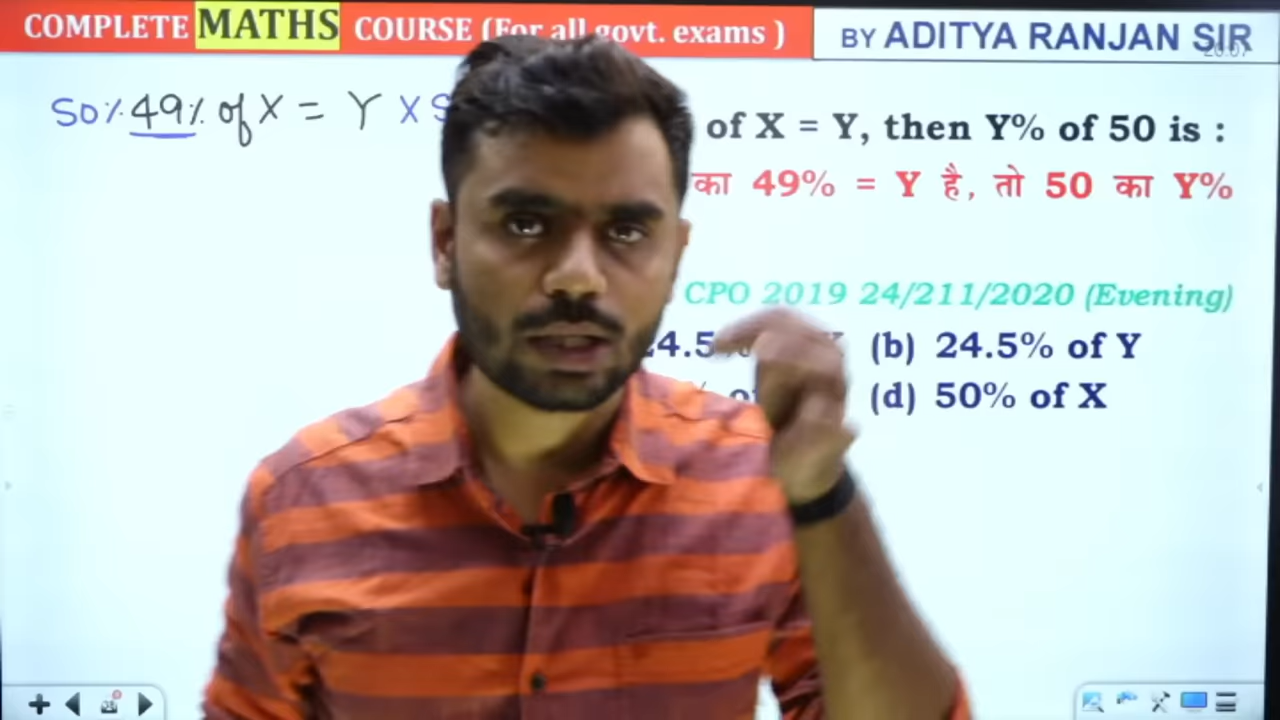 COMPLETE MATHS COURSE (For all govt. exams )
BY ADITYA RANJAN SIR
50% 49% of X = Y X
of X = Y, then Y% of 50 is :
का 49% = Y है, तो 50 का Y%
CPO 2019 24/211/2020 (Evening)
(b) 24.5% of Y
(d) 50% of X